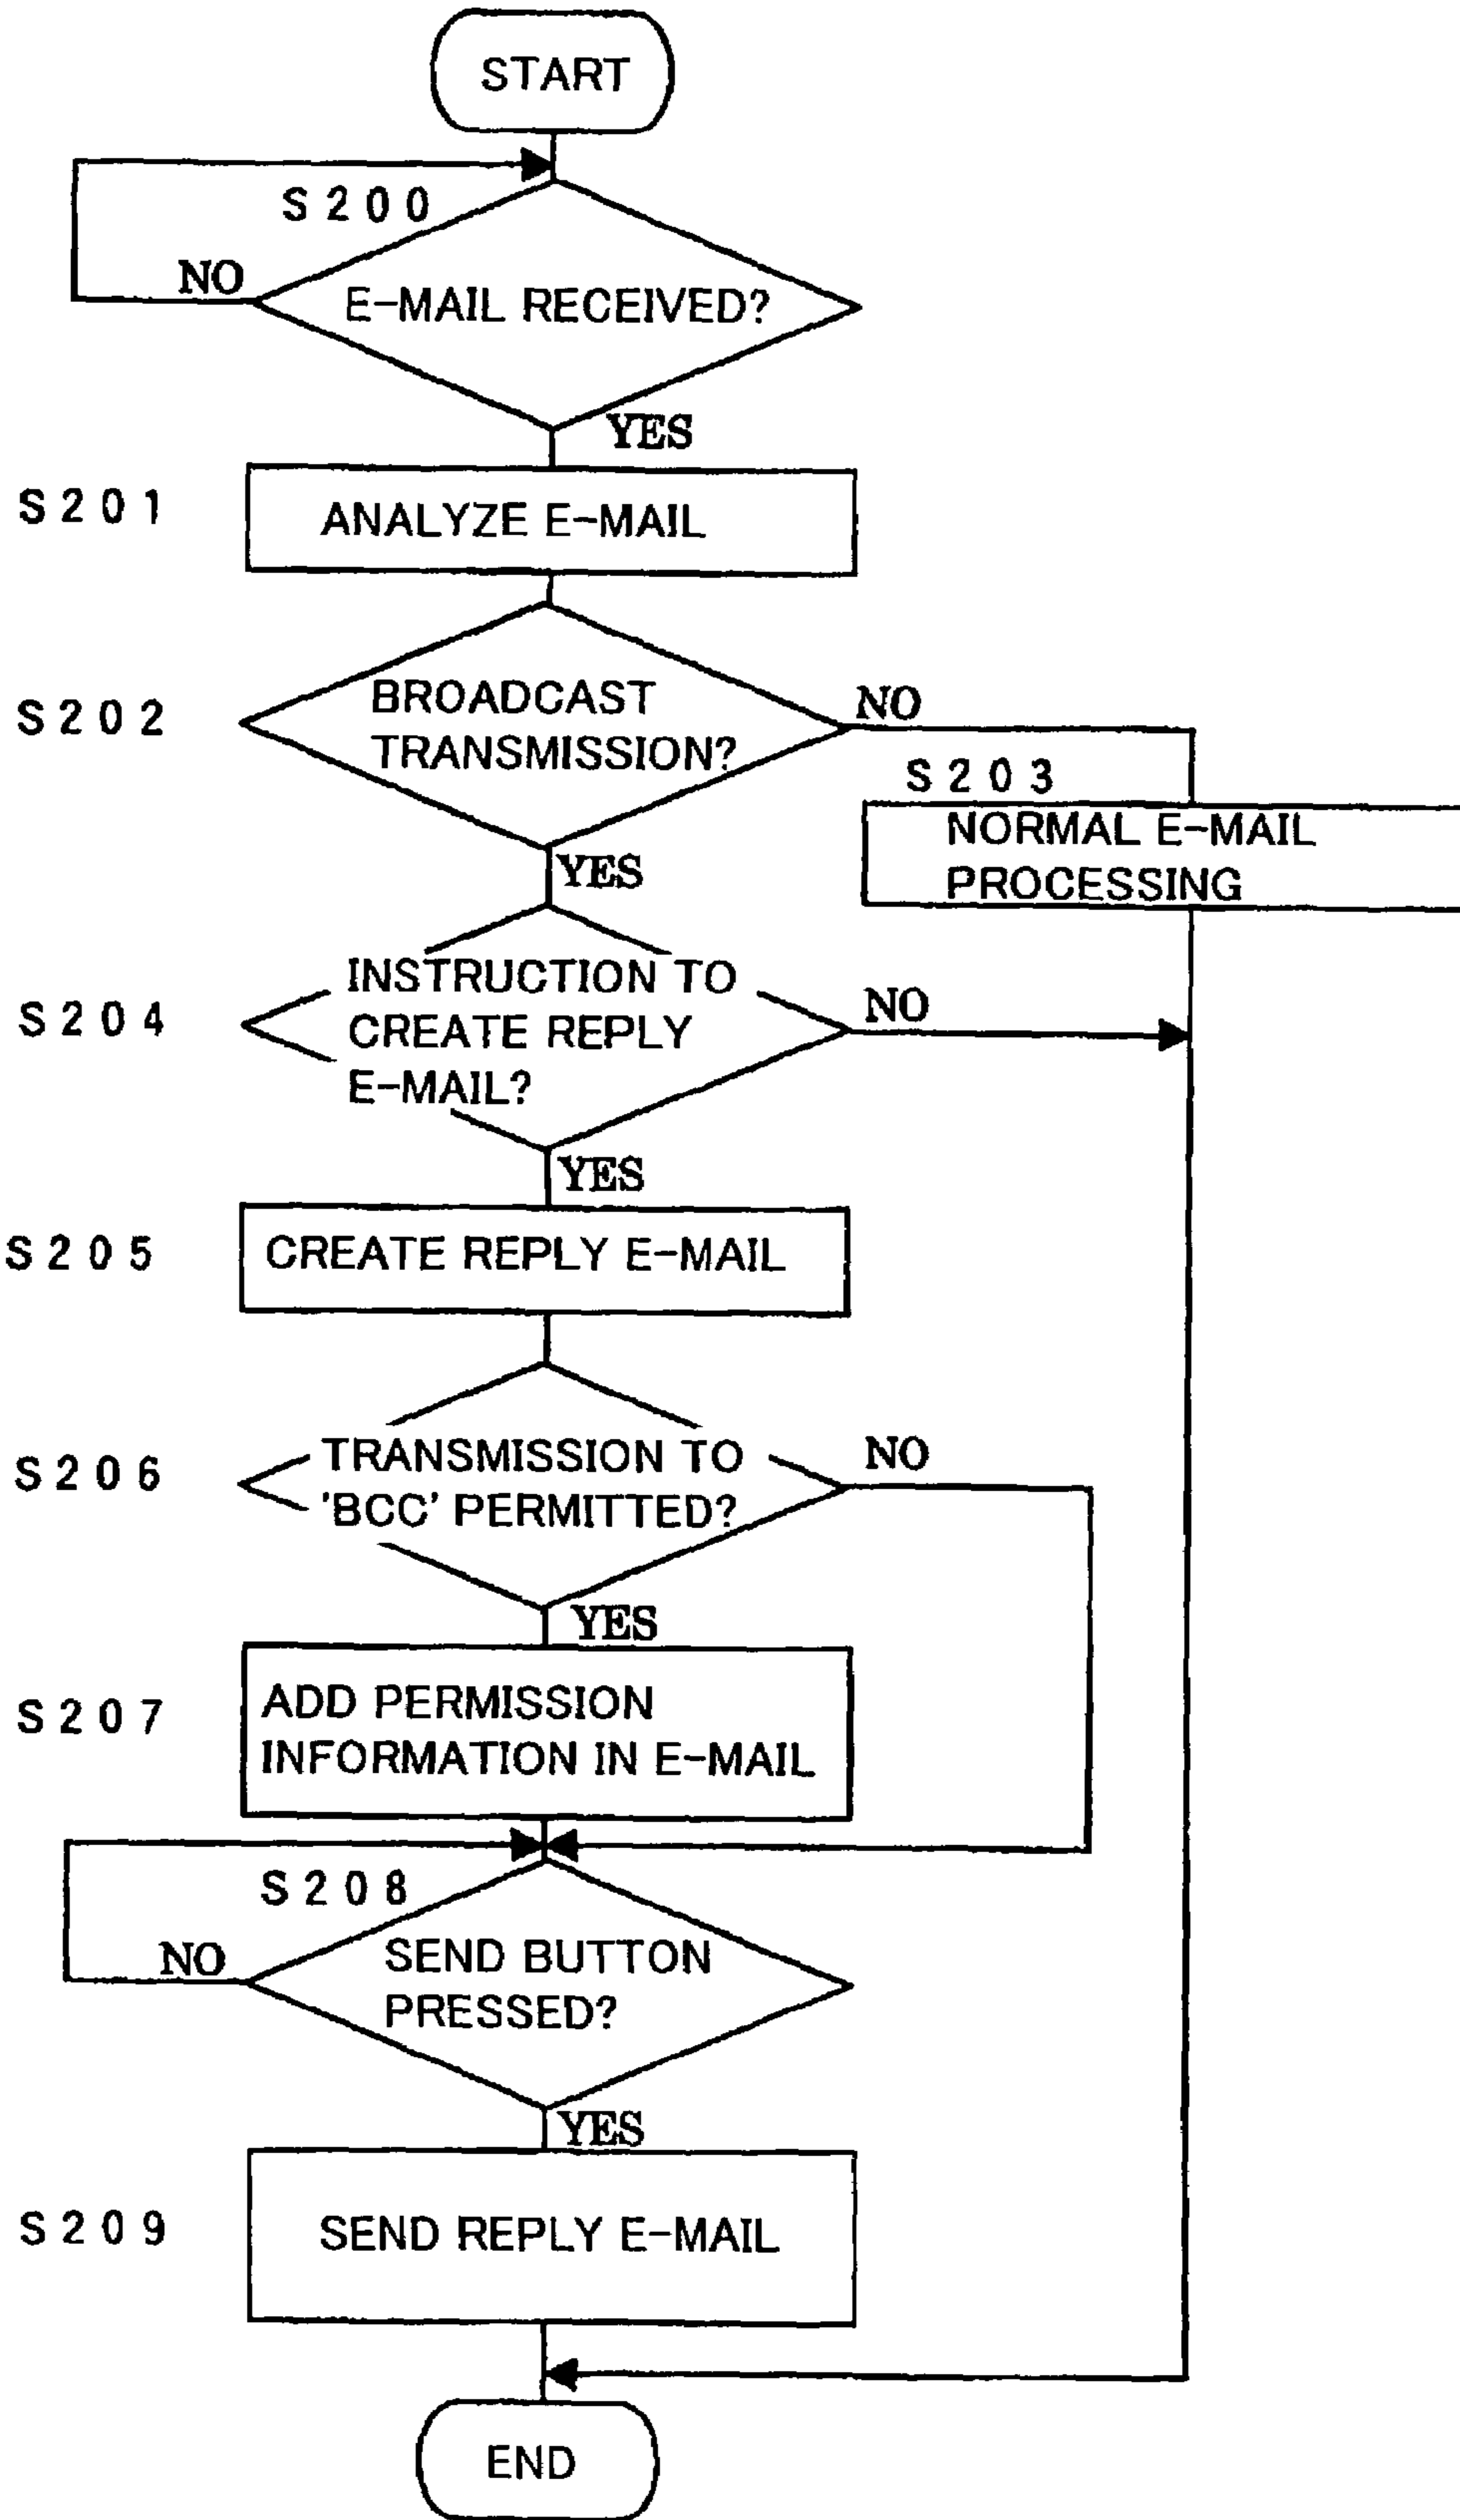 START
S200
NO
E-MAIL RECEIVED?
YES
S201
ANALYZE E-MAIL
S202
BROADCAST
TRANSMISSION?
NO
S203
NORMAL E-MAIL
PROCESSING
YES
S204
INSTRUCTION TO
CREATE REPLY
E-MAIL?
NO
YES
S205
CREATE REPLY E-MAIL
S206
TRANSMISSION TO
'BCC' PERMITTED?
NO
YES
S207
ADD PERMISSION
INFORMATION IN E-MAIL
S208
NO
SEND BUTTON
PRESSED?
YES
S209
SEND REPLY E-MAIL
END